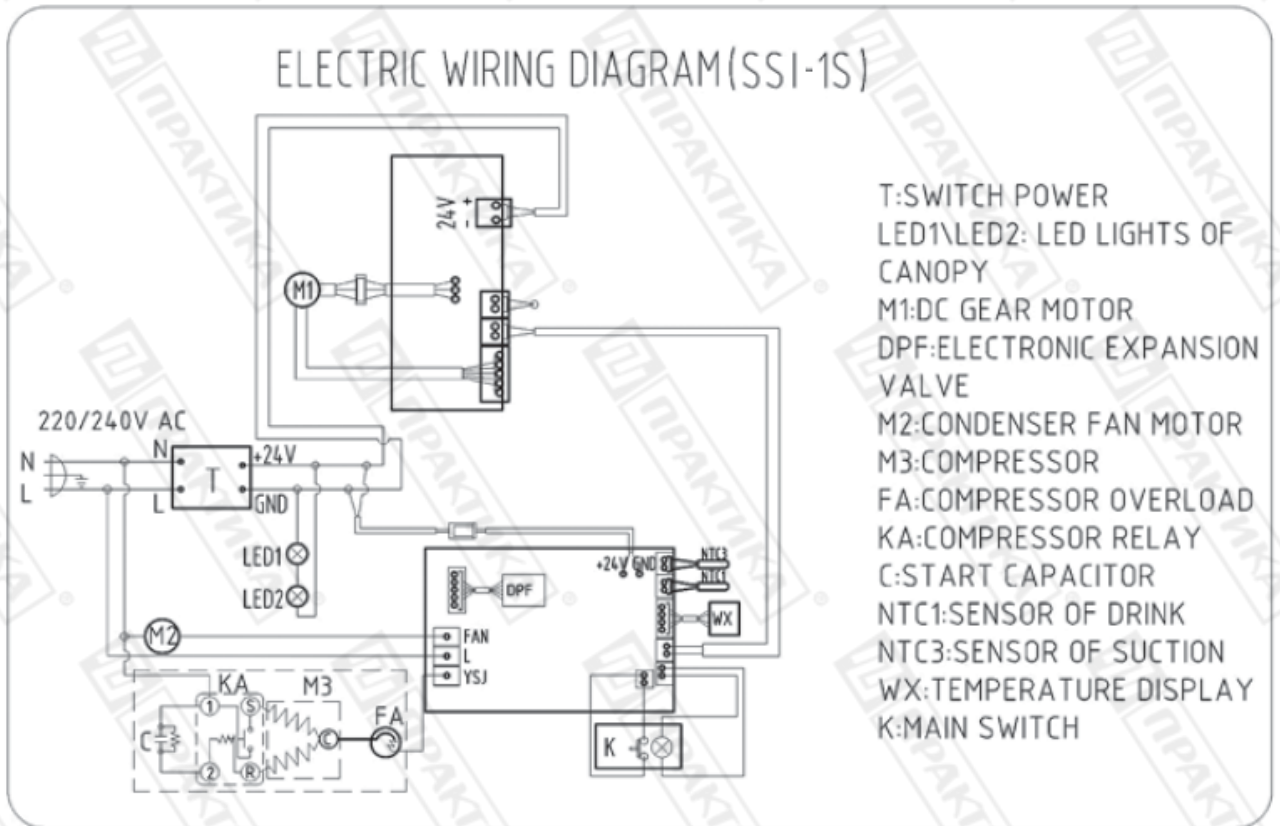 ELECTRIC WIRING DIAGRAM(SSI-1S)
24V + -
M1
220/240V AC
N
L
N
L
T
+24V
GND
LED1
LED2
M2
KA
M3
FA
C
1
2
S
R
C
DPF
FAN
L
YSJ
+24V GND
NTC3
NTC1
WX
K
T:SWITCH POWER
LED1\LED2: LED LIGHTS OF
CANOPY
M1:DC GEAR MOTOR
DPF:ELECTRONIC EXPANSION
VALVE
M2:CONDENSER FAN MOTOR
M3:COMPRESSOR
FA:COMPRESSOR OVERLOAD
KA:COMPRESSOR RELAY
C:START CAPACITOR
NTC1:SENSOR OF DRINK
NTC3:SENSOR OF SUCTION
WX:TEMPERATURE DISPLAY
K:MAIN SWITCH
ПРАКТИКА ®